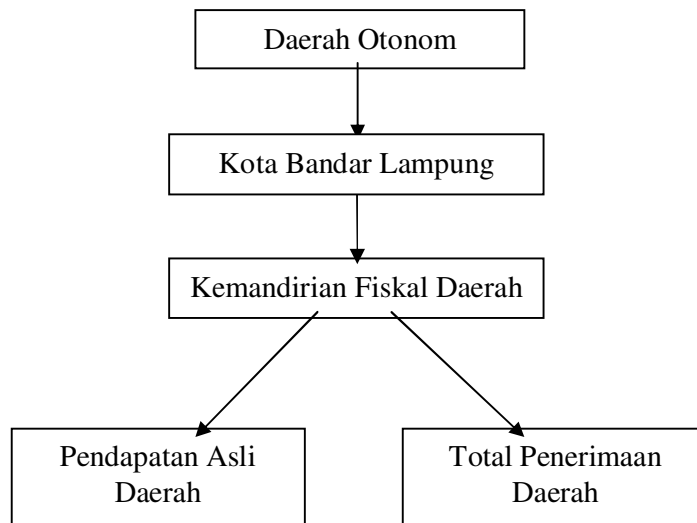 Daerah Otonom
Kota Bandar Lampung
Kemandirian Fiskal Daerah
Pendapatan Asli
Daerah
Total Penerimaan
Daerah